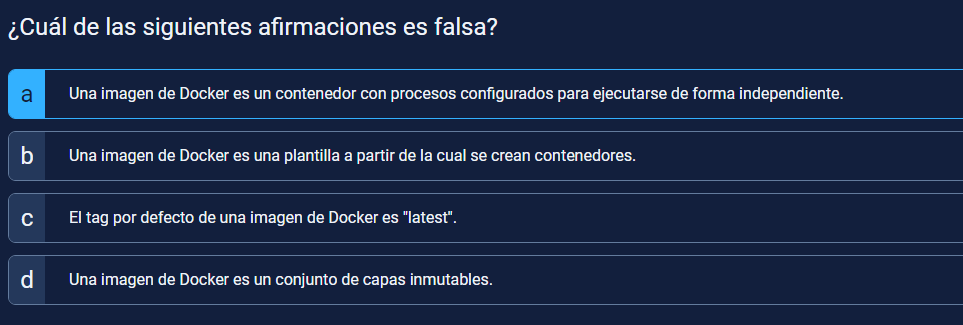 ¿Cuál de las siguientes afirmaciones es falsa?
a Una imagen de Docker es un contenedor con procesos configurados para ejecutarse de forma independiente.
b Una imagen de Docker es una plantilla a partir de la cual se crean contenedores.
c El tag por defecto de una imagen de Docker es "latest".
d Una imagen de Docker es un conjunto de capas inmutables.